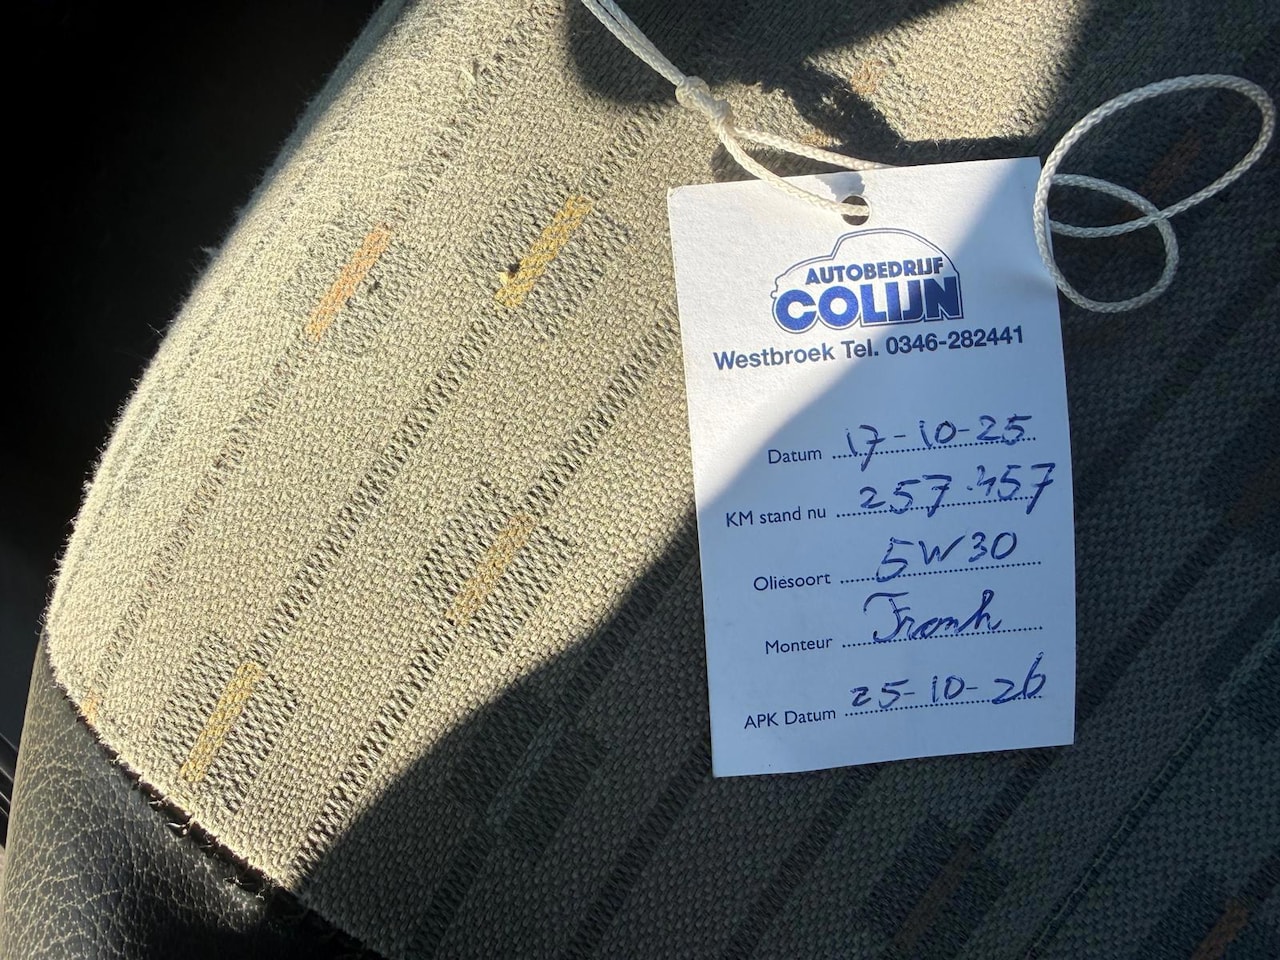 AUTOBEDRIJF
COLIJN
Westbroek Tel. 0346-282441
Datum 17-10-25
KM stand nu 257.457
Oliesoort 5W30
Monteur Frank
APK Datum 25-10-26